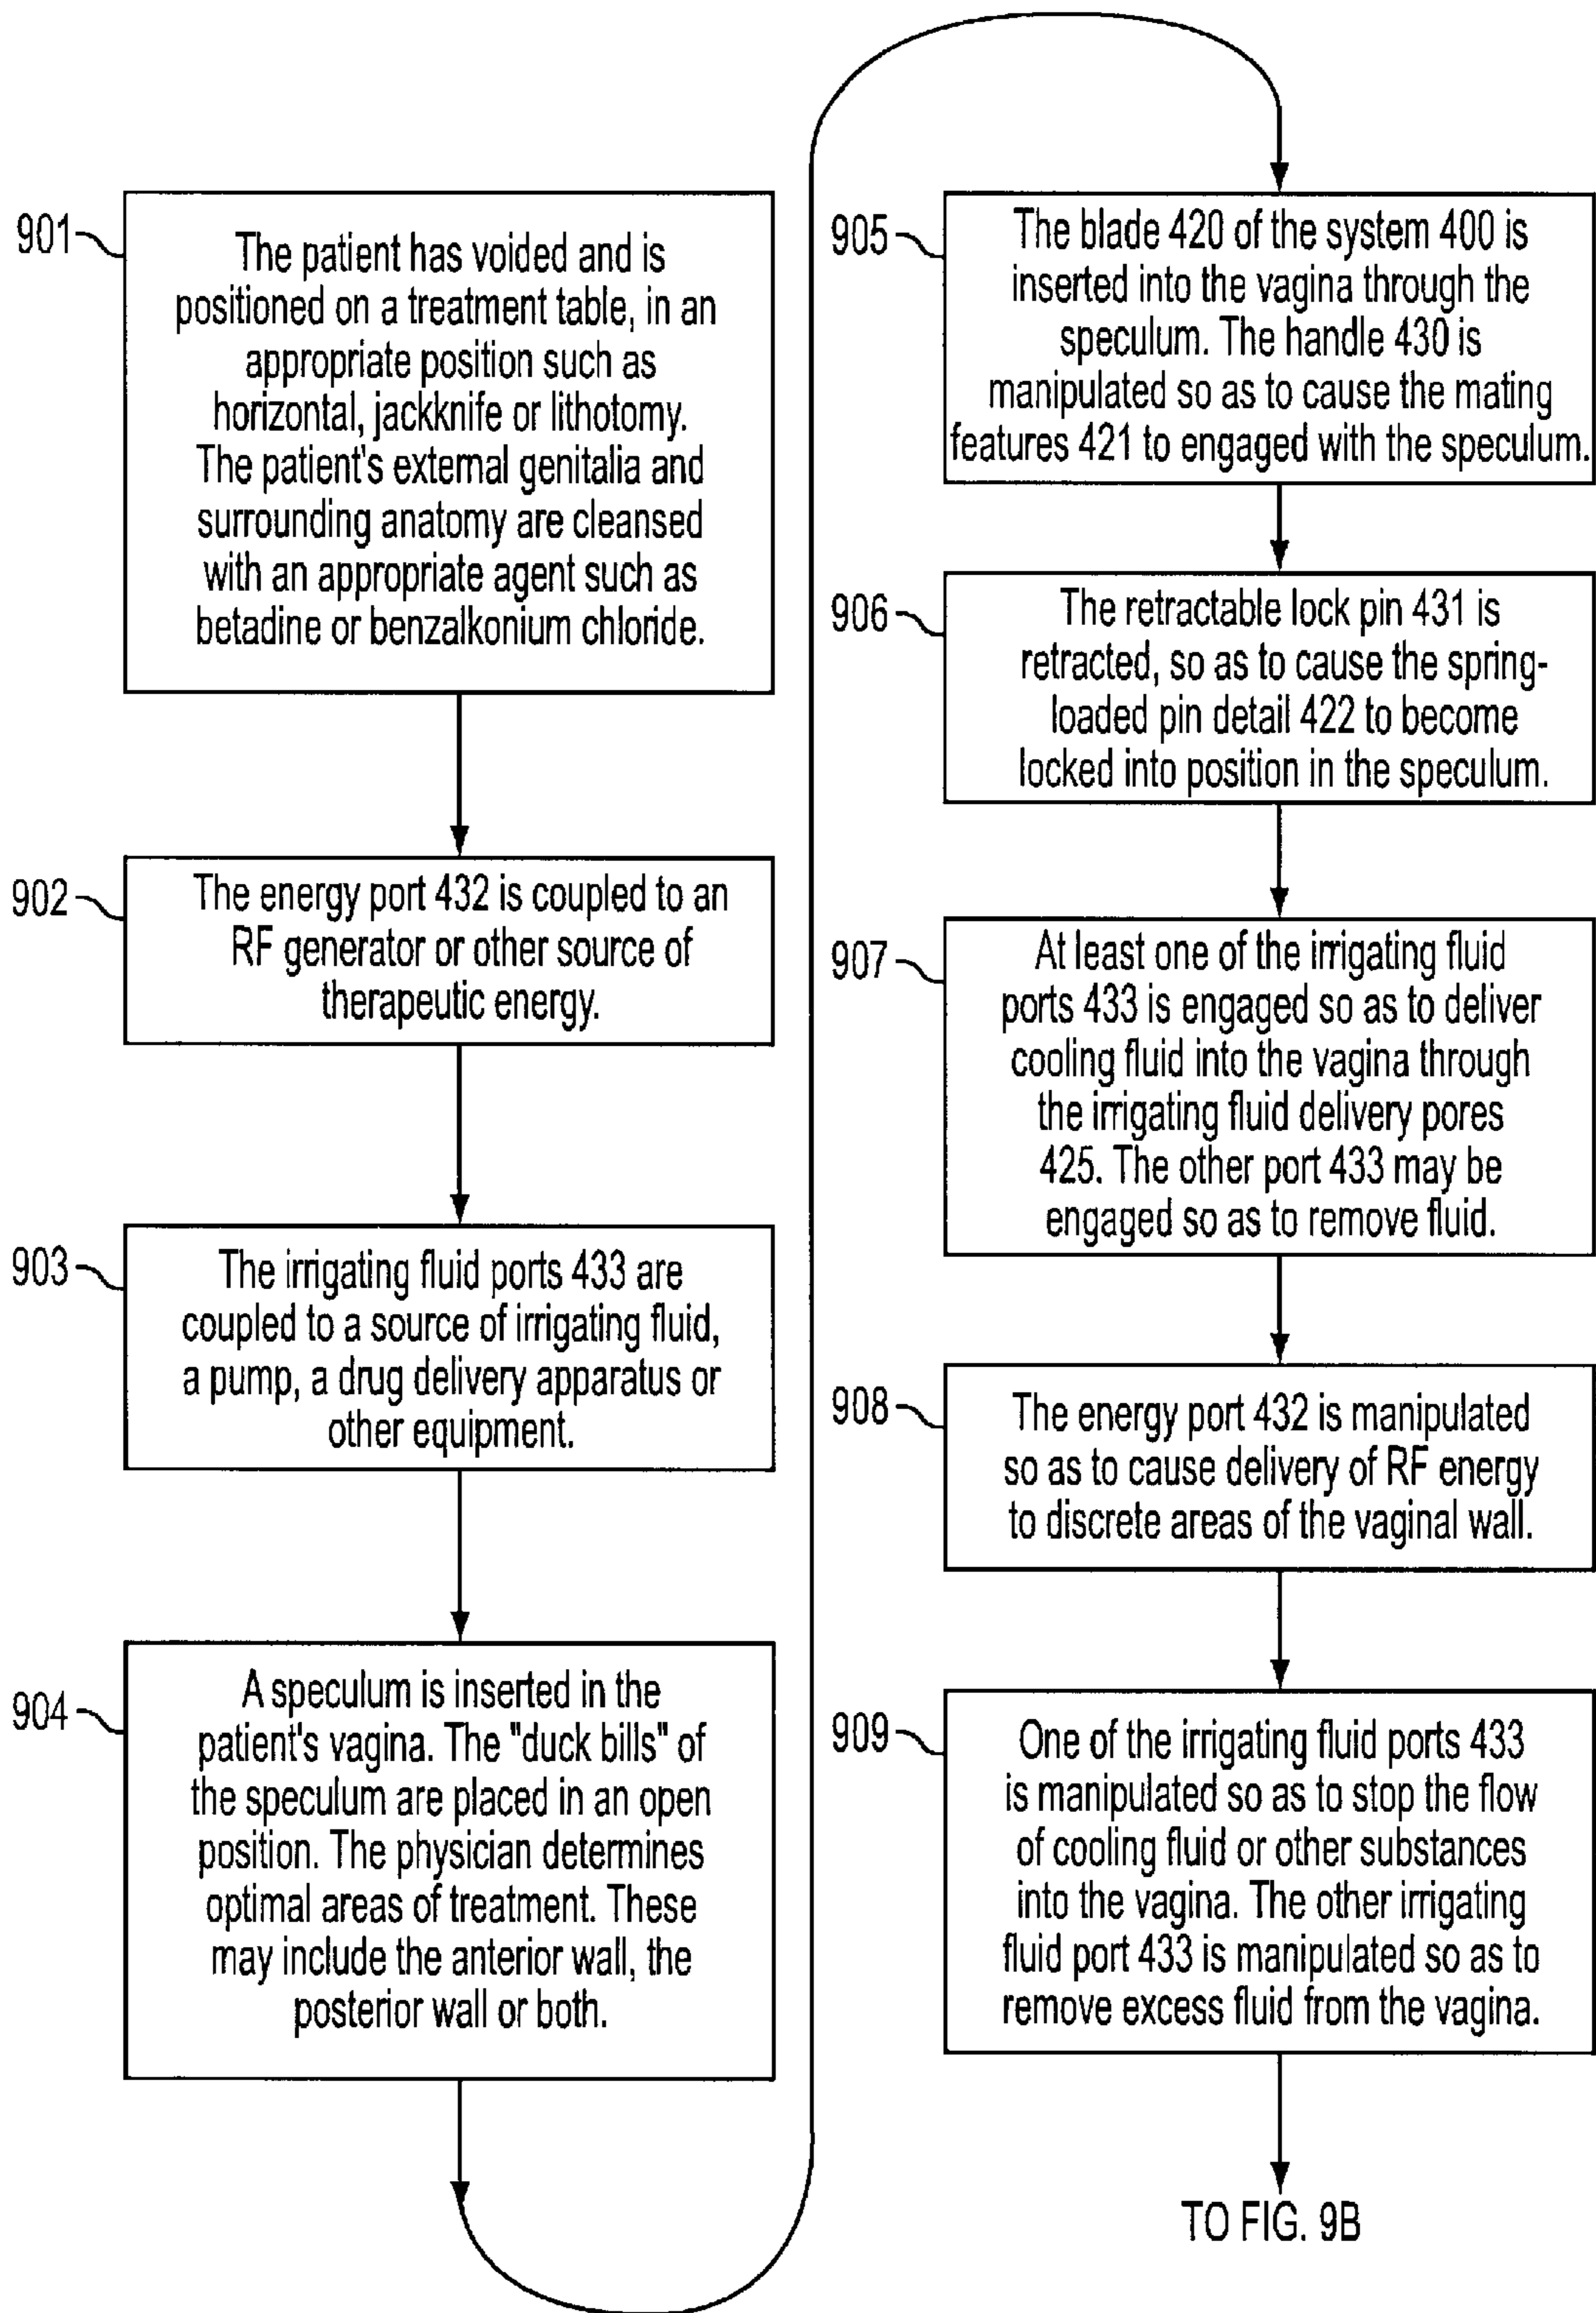 901
The patient has voided and is
positioned on a treatment table, in an
appropriate position such as
horizontal, jackknife or lithotomy.
The patient's external genitalia and
surrounding anatomy are cleansed
with an appropriate agent such as
betadine or benzalkonium chloride.
902
The energy port 432 is coupled to an
RF generator or other source of
therapeutic energy.
903
The irrigating fluid ports 433 are
coupled to a source of irrigating fluid,
a pump, a drug delivery apparatus or
other equipment.
904
A speculum is inserted in the
patient's vagina. The "duck bills" of
the speculum are placed in an open
position. The physician determines
optimal areas of treatment. These
may include the anterior wall, the
posterior wall or both.
905
The blade 420 of the system 400 is
inserted into the vagina through the
speculum. The handle 430 is
manipulated so as to cause the mating
features 421 to engaged with the speculum.
906
The retractable lock pin 431 is
retracted, so as to cause the spring-
loaded pin detail 422 to become
locked into position in the speculum.
907
At least one of the irrigating fluid
ports 433 is engaged so as to deliver
cooling fluid into the vagina through
the irrigating fluid delivery pores
425. The other port 433 may be
engaged so as to remove fluid.
908
The energy port 432 is manipulated
so as to cause delivery of RF energy
to discrete areas of the vaginal wall.
909
One of the irrigating fluid ports 433
is manipulated so as to stop the flow
of cooling fluid or other substances
into the vagina. The other irrigating
fluid port 433 is manipulated so as to
remove excess fluid from the vagina.
TO FIG. 9B